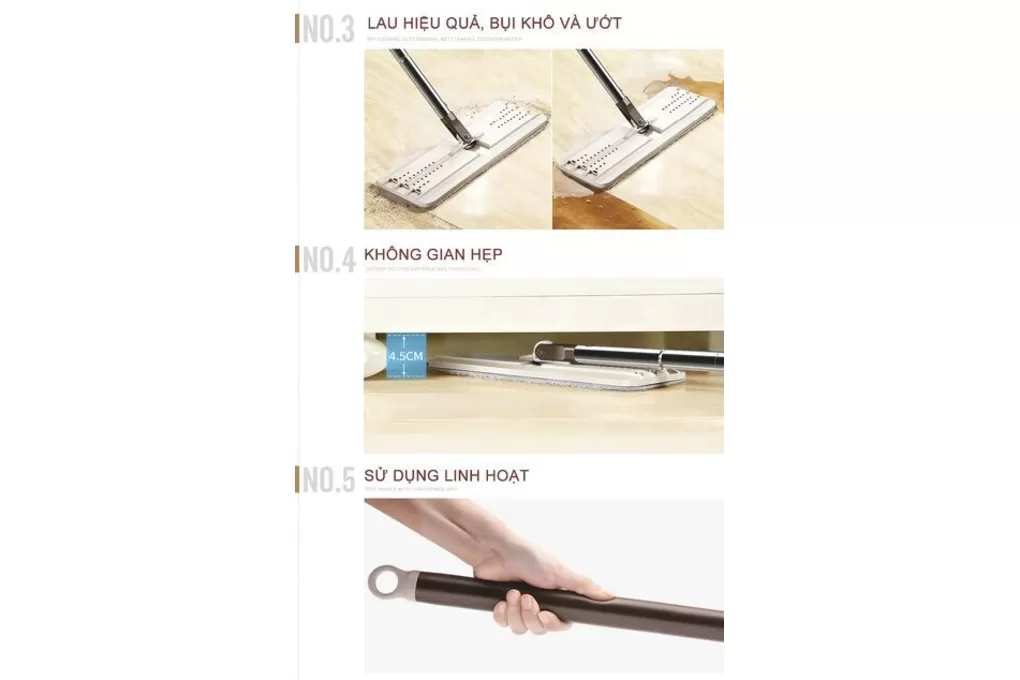 NO.3
LAU HIỆU QUẢ, BỤI KHÔ VÀ ƯỚT
NO.4
KHÔNG GIAN HẸP
4.5CM
NO.5
SỬ DỤNG LINH HOẠT